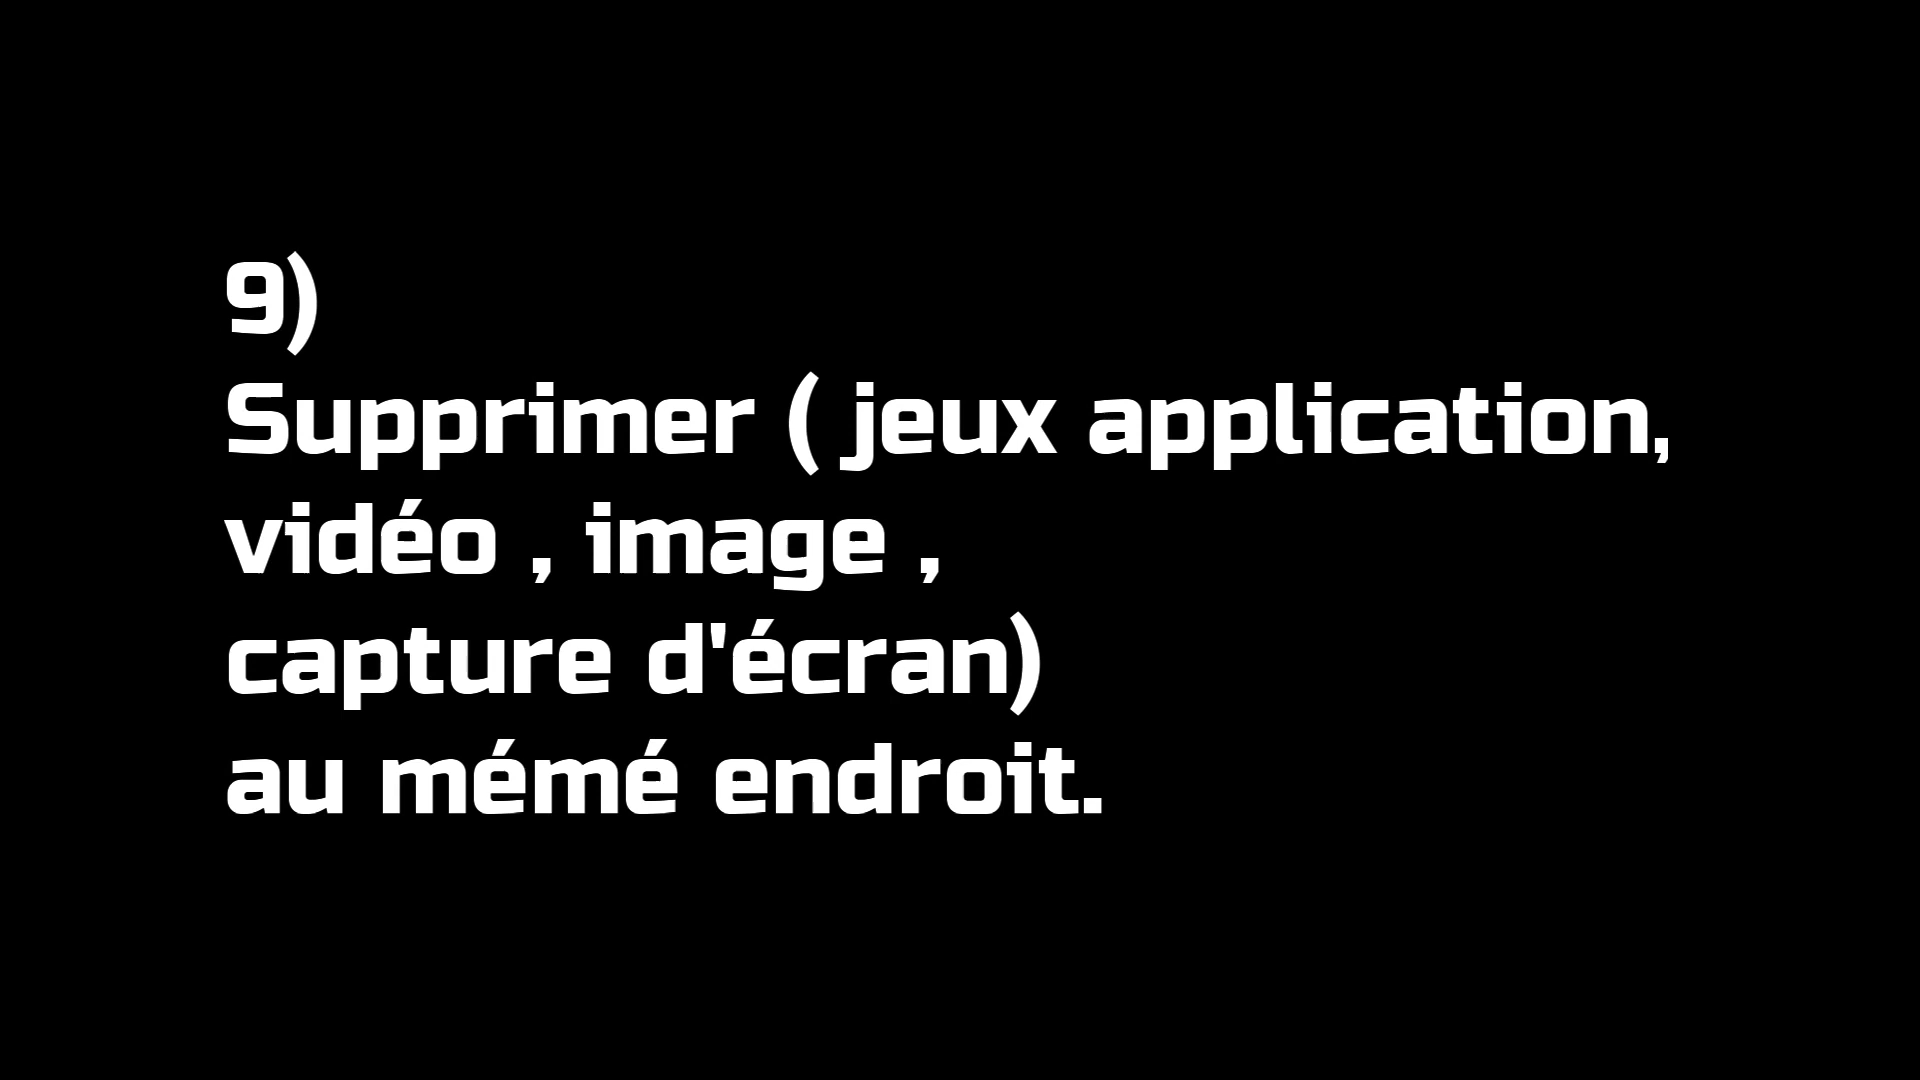 9)
Supprimer ( jeux application,
vidéo , image ,
capture d'écran)
au mémé endroit.